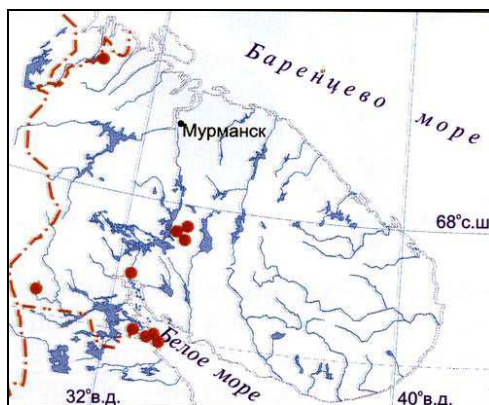 Баренцево море
Мурманск
68°с.ш
Белое море
32°в.д.
40°в.д.